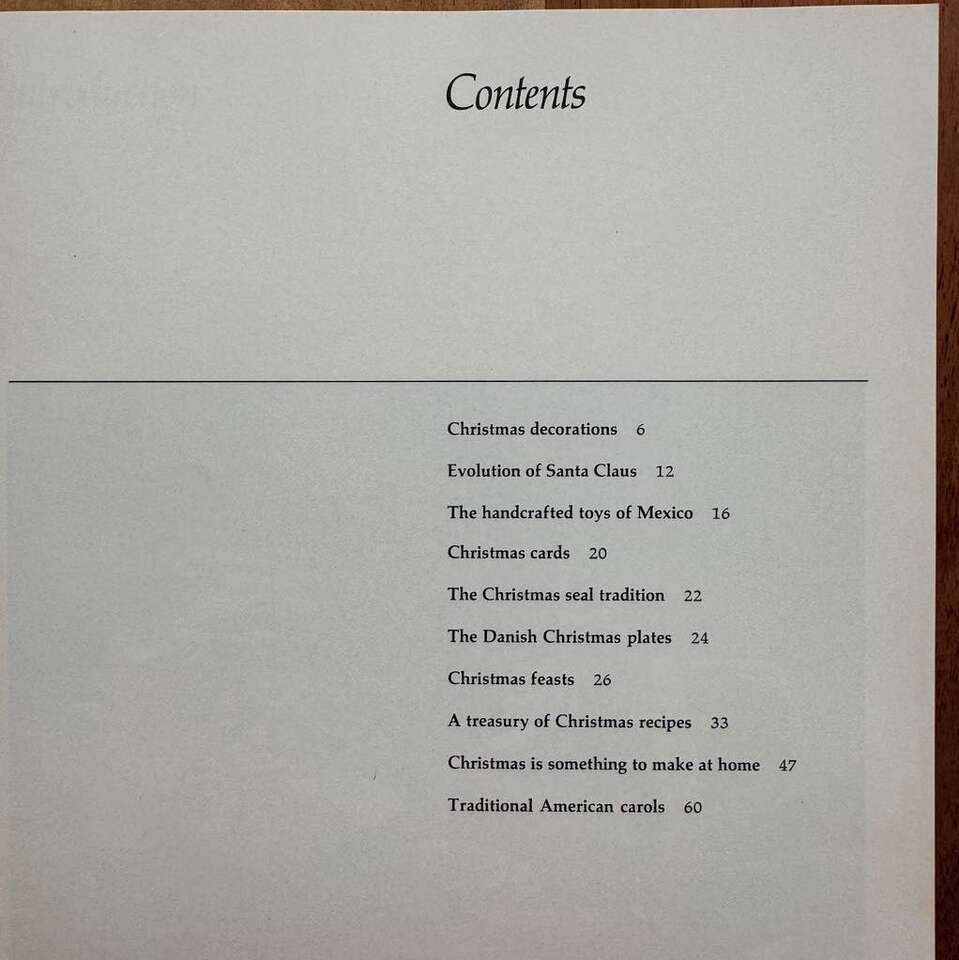 Contents
Christmas decorations 6
Evolution of Santa Claus 12
The handcrafted toys of Mexico 16
Christmas cards 20
The Christmas seal tradition 22
The Danish Christmas plates 24
Christmas feasts 26
A treasury of Christmas recipes 33
Christmas is something to make at home 47
Traditional American carols 60